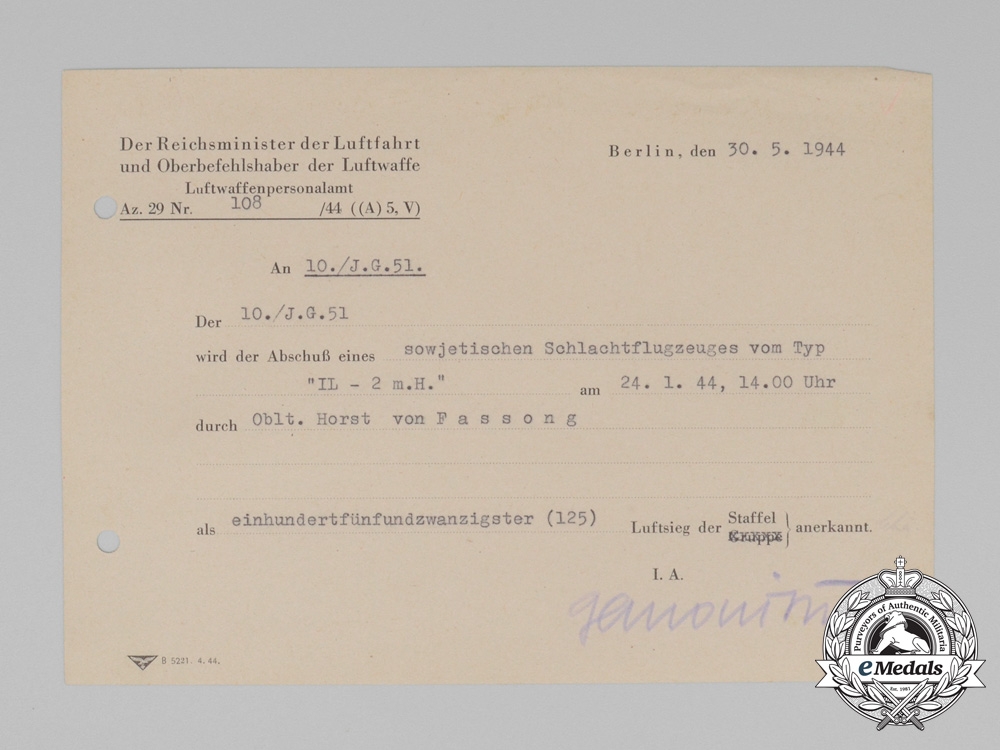 Der Reichsminister der Luftfahrt
und Oberbefehlshaber der Luftwaffe
Luftwaffenpersonalamt
Az. 29 Nr. 108 /44 ((A) 5, V)
Berlin, den 30. 5. 1944
An 10./J.G.51.
Der 10./J.G.51
wird der Abschuß eines sowjetischen Schlachtflugzeuges vom Typ
"IL - 2 m.H." am 24. 1. 44, 14.00 Uhr
durch Oblt. Horst von F a s s o n g
als einhundertfünfundzwanzigster (125) Luftsieg der Staffel
Gruppe
anerkannt.
I. A.
B 5221. 4. 44.
Purveyors of Authentic Militaria
eMedals
Est. 1987